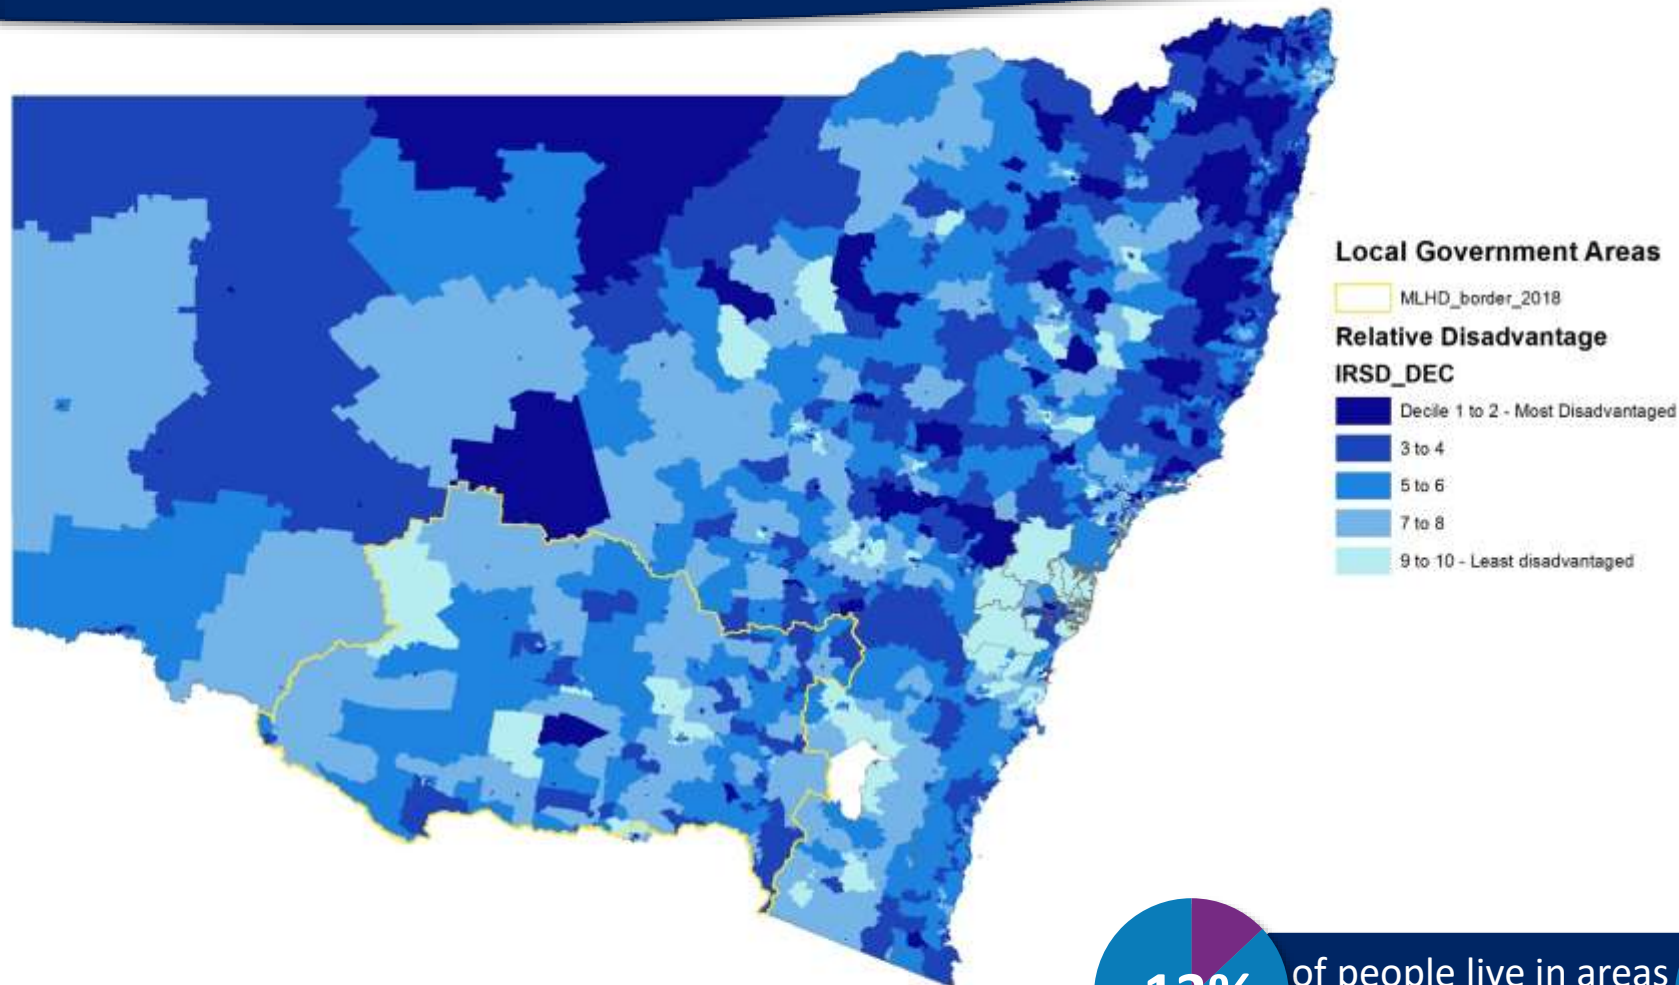 Local Government Areas
MLHD_border_2018
Relative Disadvantage
IRSD_DEC
Decile 1 to 2 - Most Disadvantaged
3 to 4
5 to 6
7 to 8
9 to 10 - Least disadvantaged
of people live in areas